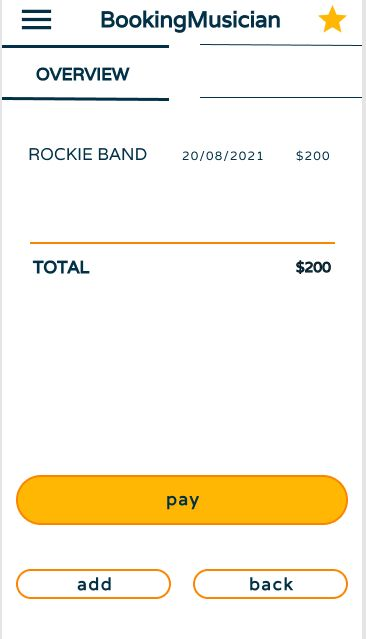 BookingMusician
OVERVIEW
ROCKIE BAND 20/08/2021 $200
TOTAL $200
pay
add back